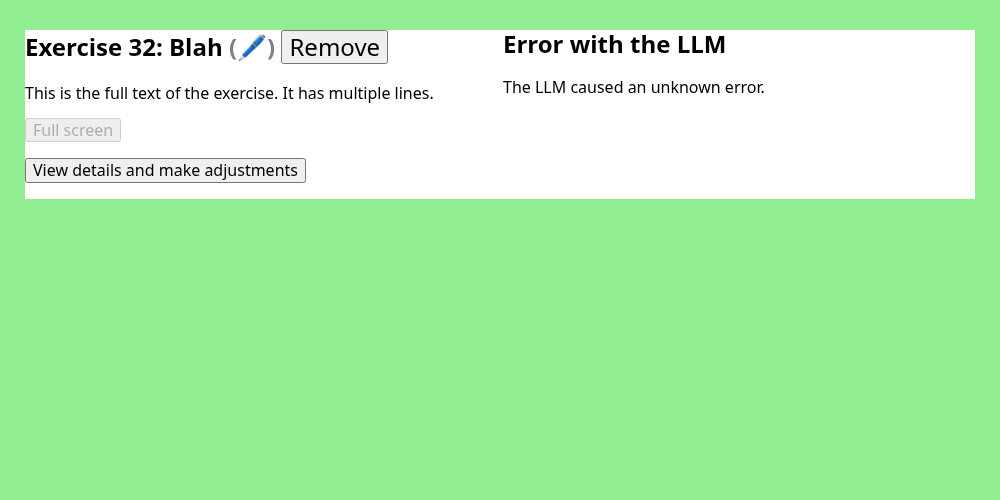 Exercise 32: Blah (🖊️) Remove
This is the full text of the exercise. It has multiple lines.
Full screen
View details and make adjustments
Error with the LLM
The LLM caused an unknown error.